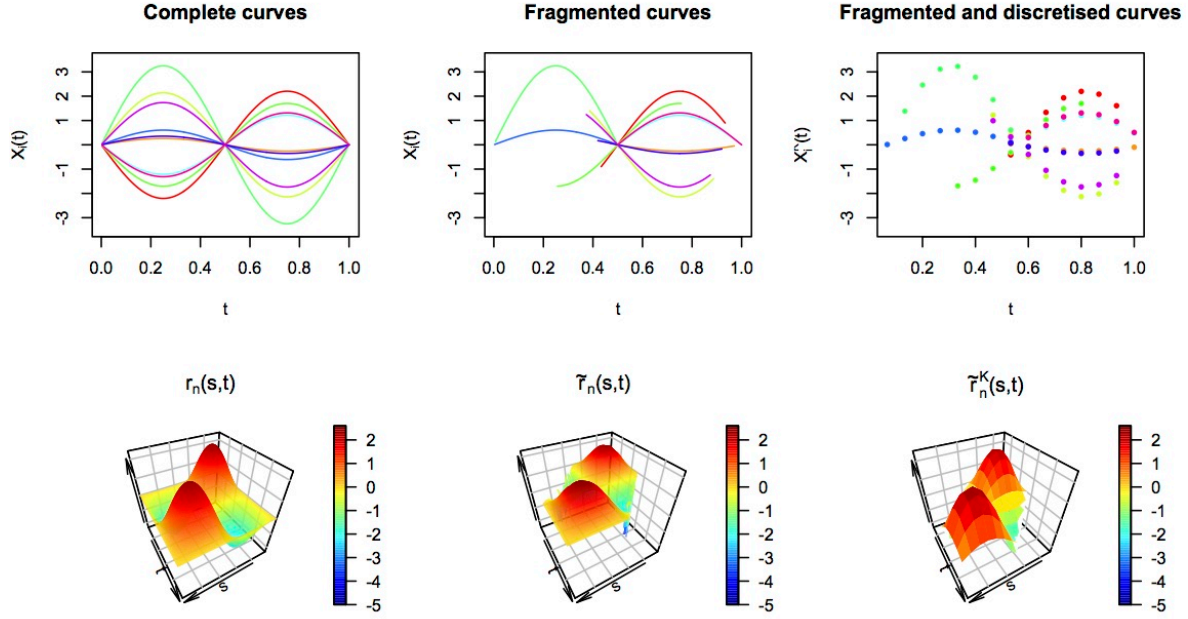 Complete curves
Fragmented curves
Fragmented and discretised curves
Xᵢ(t)
3
2
1
-1
-3
0.0 0.2 0.4 0.6 0.8 1.0
t
Xᵢ(t)
3
2
1
-1
-3
0.0 0.2 0.4 0.6 0.8 1.0
t
3
2
1
-1
-3
0.2 0.4 0.6 0.8 1.0
t
rₙ(s,t)
2
1
0
-1
-2
-3
-4
-5
s
r̃ₙ(s,t)
2
1
0
-1
-2
-3
-4
-5
s
r̃ₙᴷ(s,t)
2
1
0
-1
-2
-3
-4
-5
s